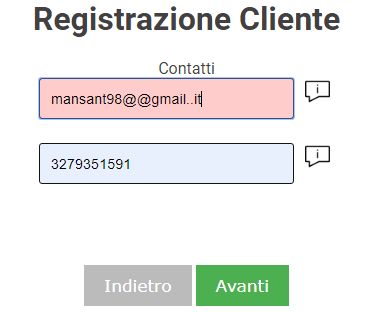 Registrazione Cliente
Contatti
mansant98@@gmail..it
3279351591
Indietro Avanti